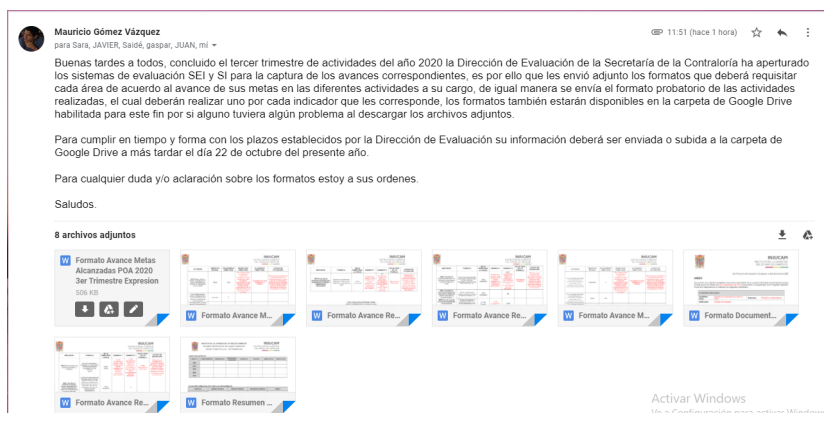 Mauricio Gómez Vázquez
11:51 (hace 1 hora)
para Sara, JAVIER, Saidé, gaspar, JUAN, mí
Buenas tardes a todos, concluido el tercer trimestre de actividades del año 2020 la Dirección de Evaluación de la Secretaría de la Contraloría ha aperturado
los sistemas de evaluación SEI y SI para la captura de los avances correspondientes, es por ello que les envió adjunto los formatos que deberá requisitar
cada área de acuerdo al avance de sus metas en las diferentes actividades a su cargo, de igual manera se envía el formato probatorio de las actividades
realizadas, el cual deberán realizar uno por cada indicador que les corresponde, los formatos también estarán disponibles en la carpeta de Google Drive
habilitada para este fin por si alguno tuviera algún problema al descargar los archivos adjuntos.
Para cumplir en tiempo y forma con los plazos establecidos por la Dirección de Evaluación su información deberá ser enviada o subida a la carpeta de
Google Drive a más tardar el día 22 de octubre del presente año.
Para cualquier duda y/o aclaración sobre los formatos estoy a sus ordenes.
Saludos.
8 archivos adjuntos
W Formato Avance Metas
Alcanzadas POA 2020
3er Trimestre Expresion
506 KB
W Formato Avance M...
W Formato Avance Re...
W Formato Avance Re...
W Formato Avance M...
W Formato Document...
W Formato Avance Re...
W Formato Resumen ...
Activar Windows